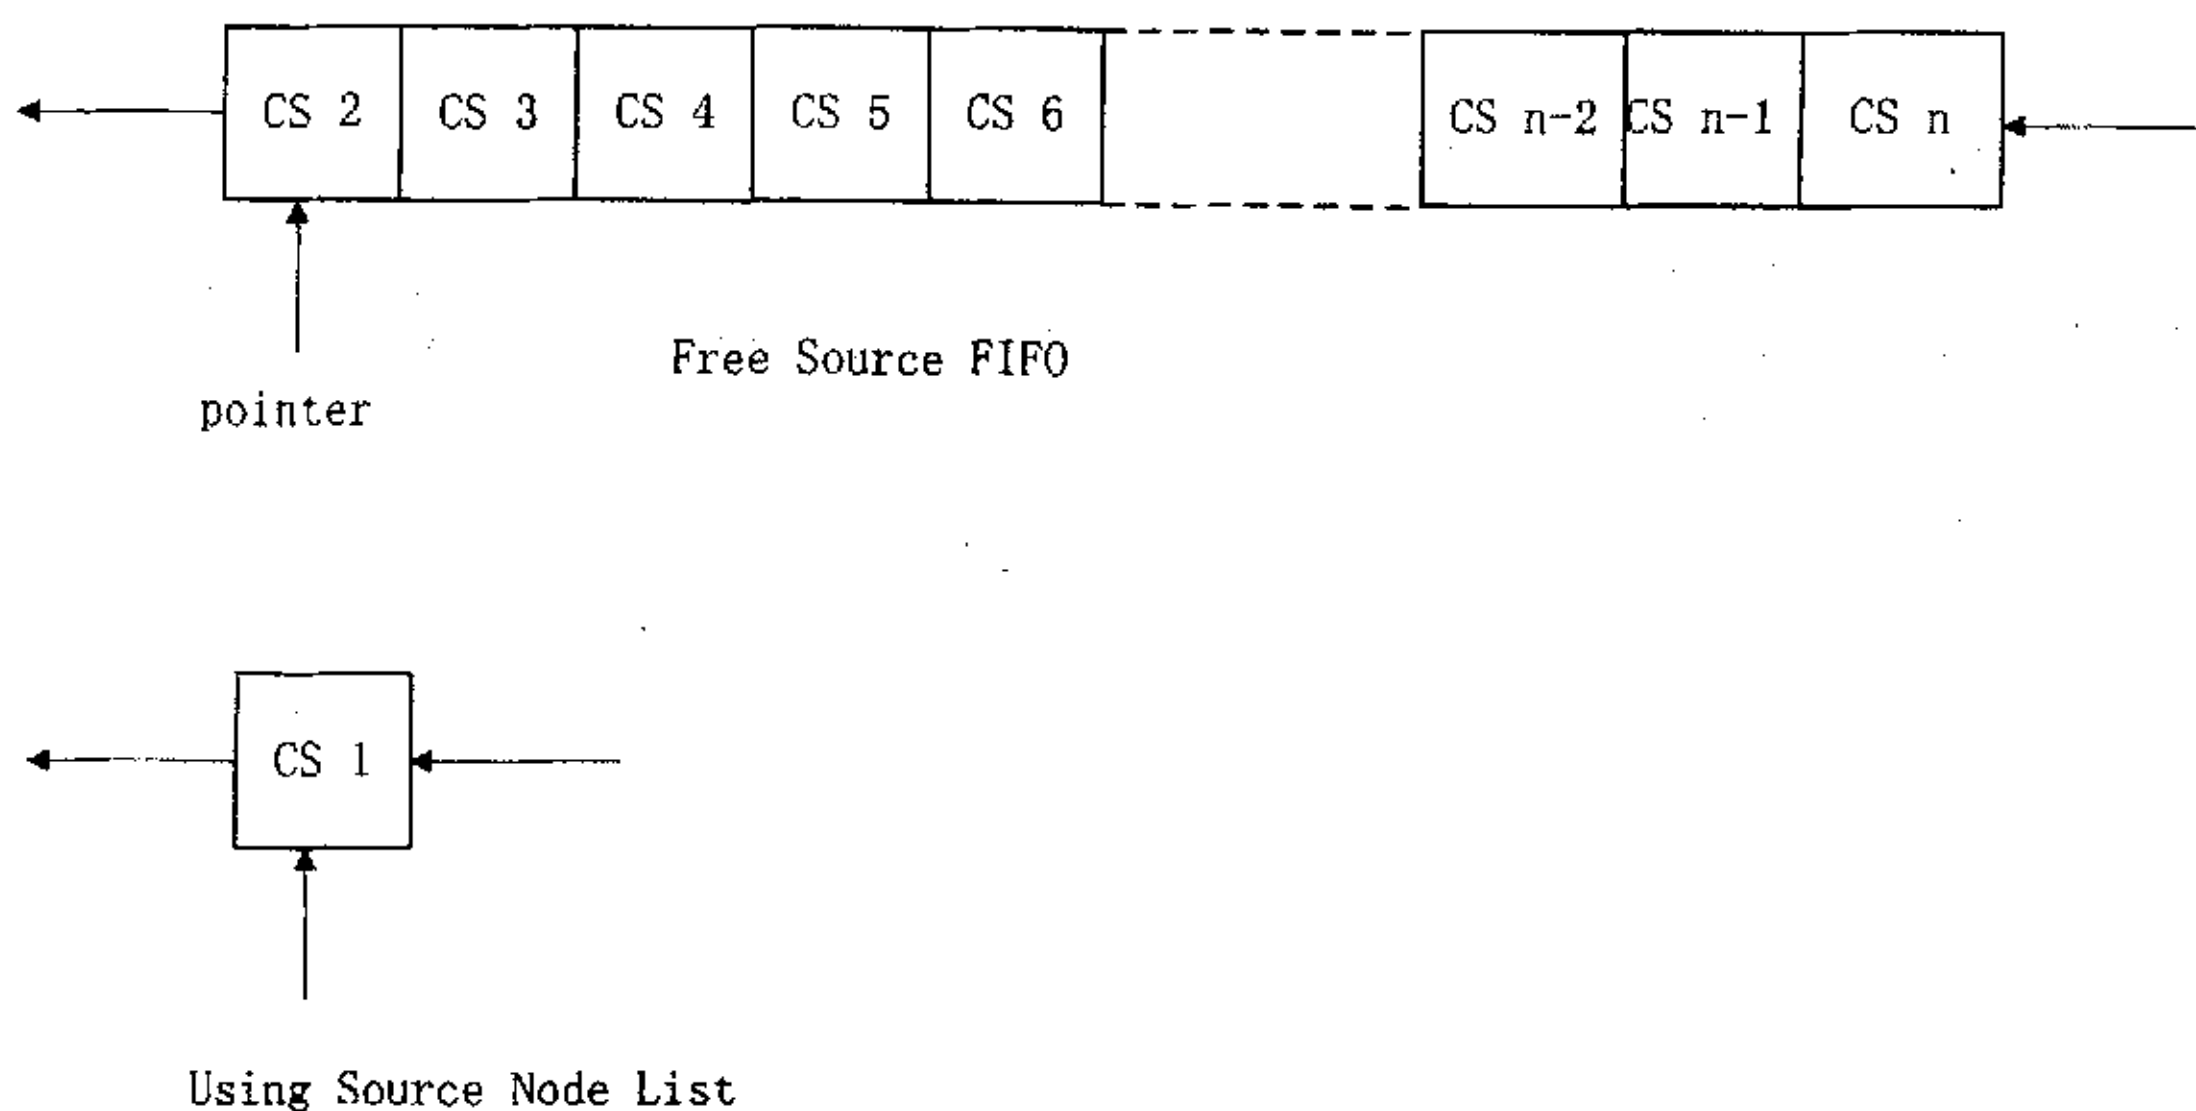 CS 2 CS 3 CS 4 CS 5 CS 6 CS n-2 CS n-1 CS n
Free Source FIFO
pointer
CS 1
Using Source Node List